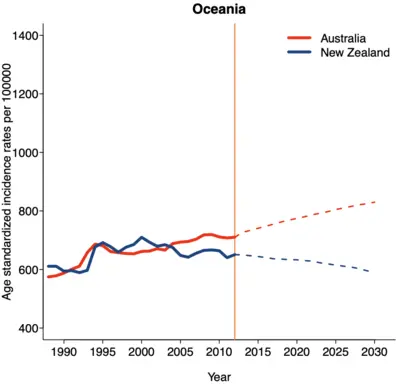 Oceania
Australia
New Zealand
Age standardized incidence rates per 100000
1400
1200
1000
800
600
400
1990 1995 2000 2005 2010 2015 2020 2025 2030
Year